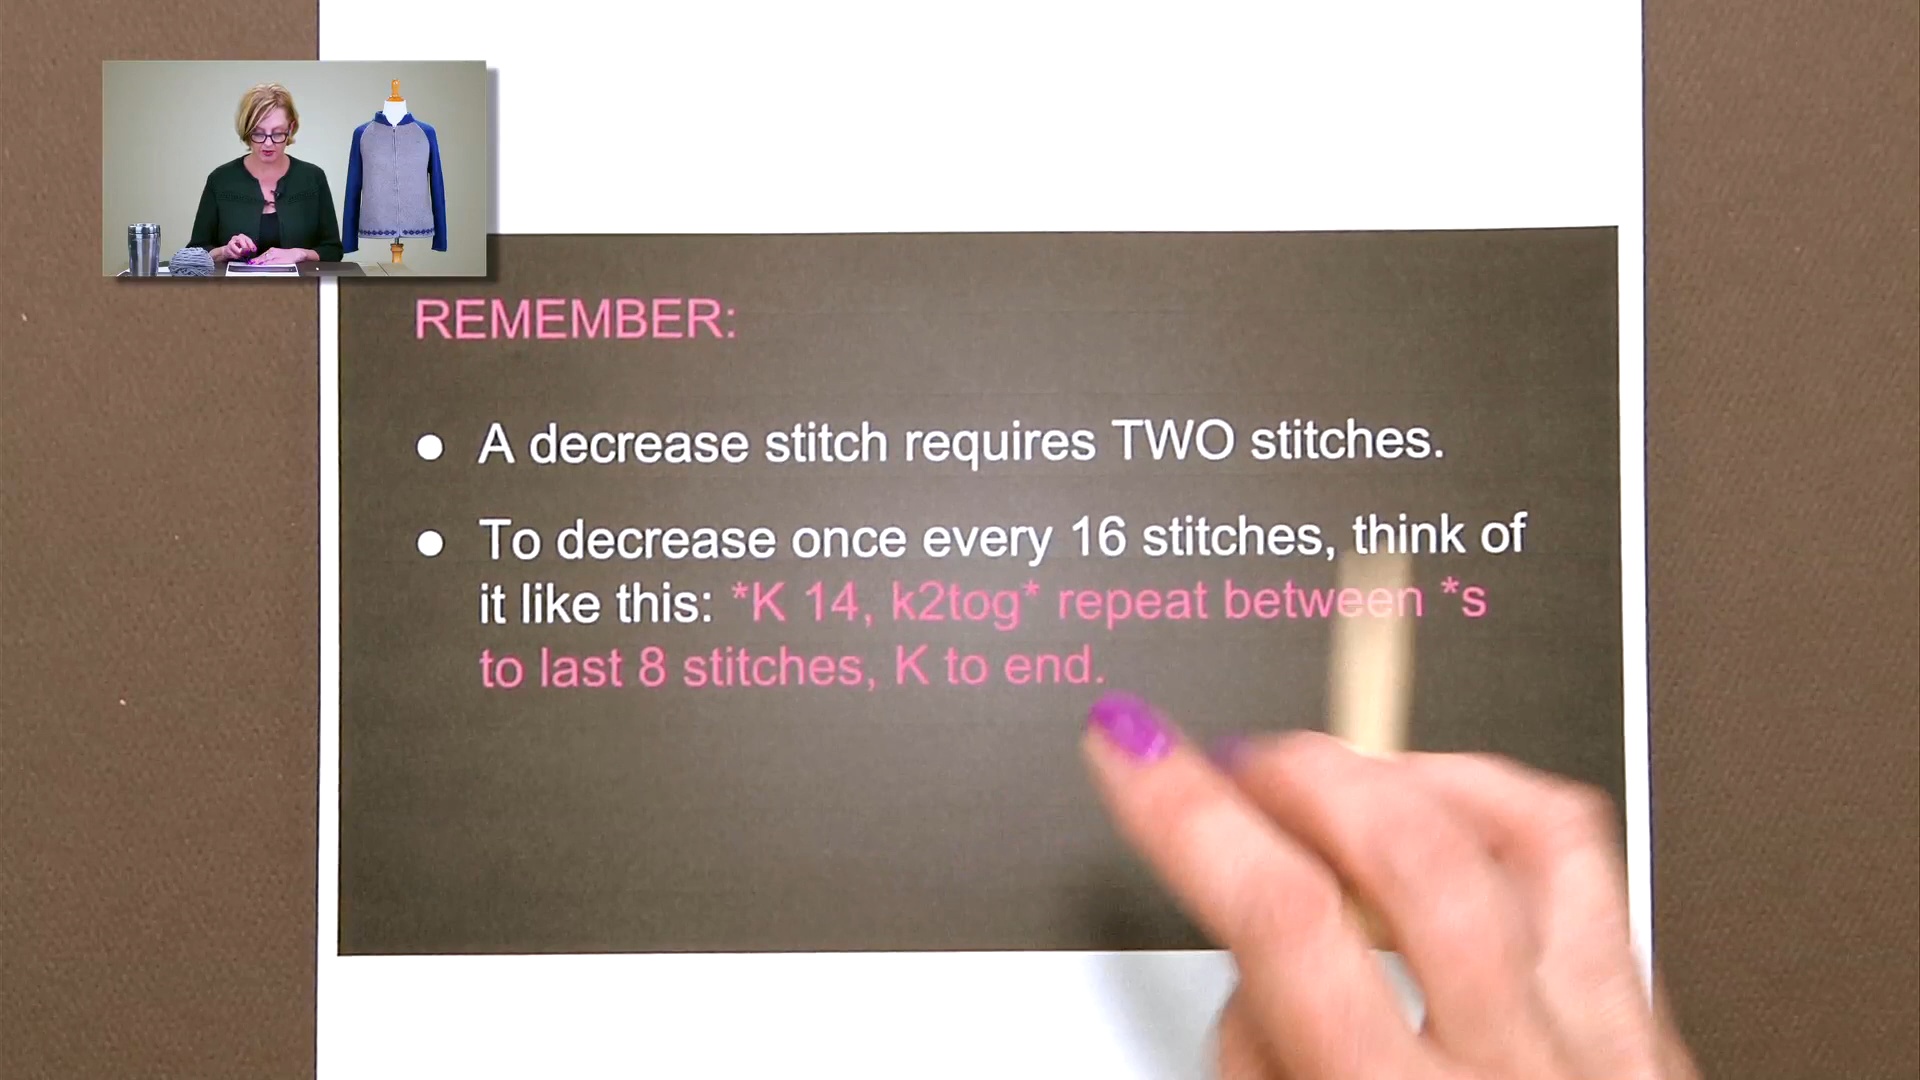 REMEMBER:
● A decrease stitch requires TWO stitches.
● To decrease once every 16 stitches, think of
it like this: *K 14, k2tog* repeat between *s
to last 8 stitches, K to end.